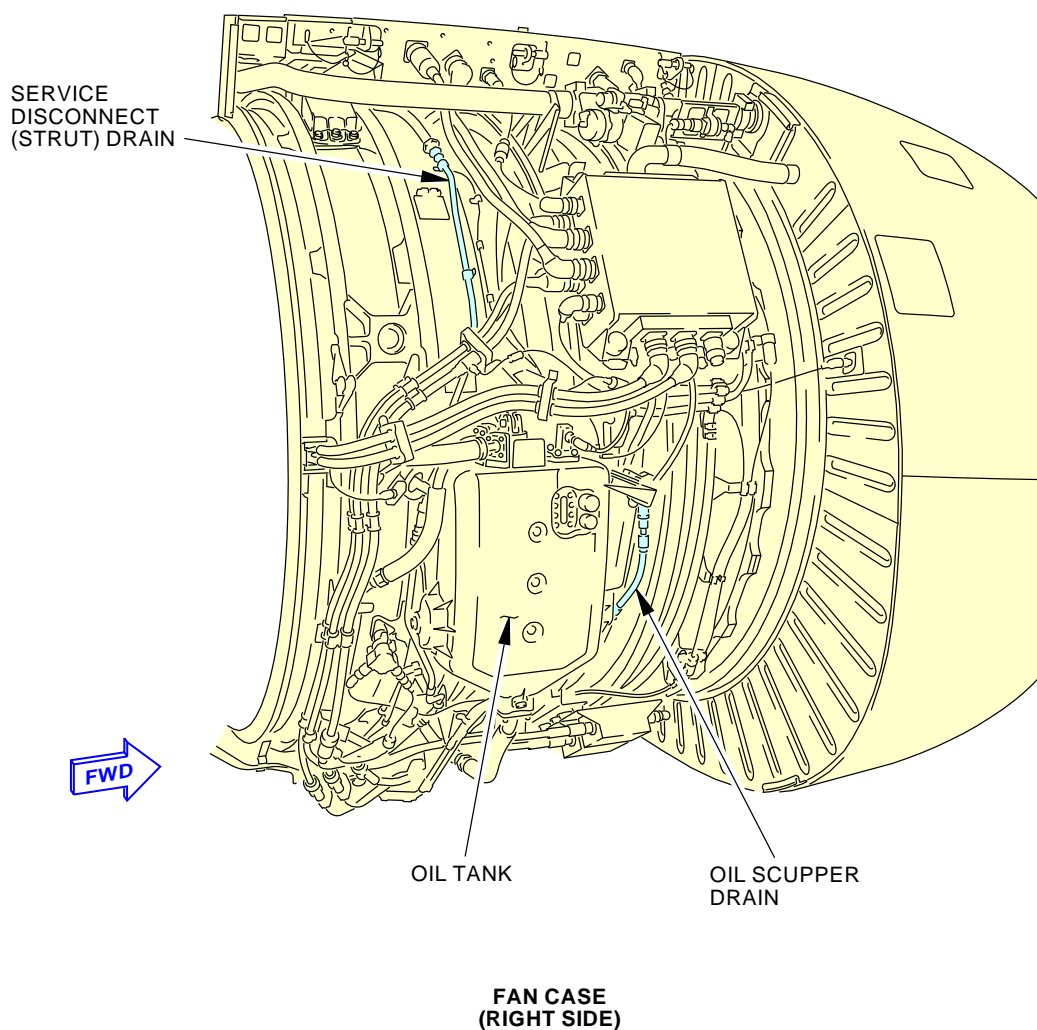 SERVICE
DISCONNECT
(STRUT) DRAIN
FWD
OIL TANK
OIL SCUPPER
DRAIN
FAN CASE
(RIGHT SIDE)